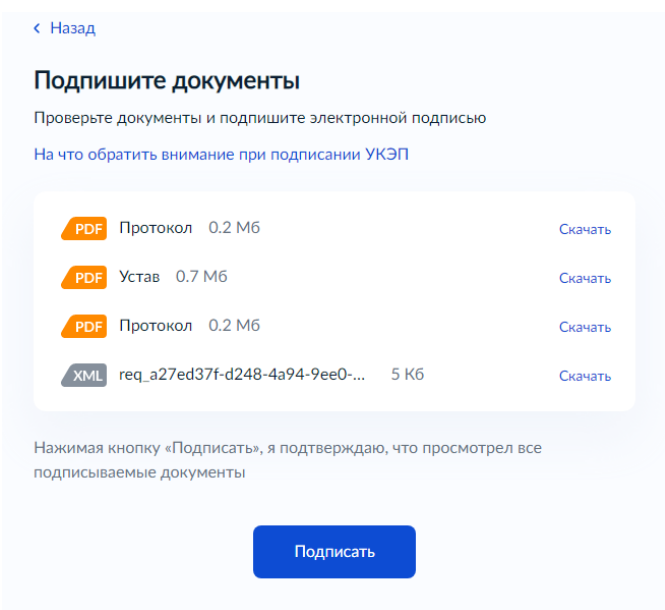 Назад
Подпишите документы
Проверьте документы и подпишите электронной подписью
На что обратить внимание при подписании УКЭП
PDF Протокол 0.2 Мб Скачать
PDF Устав 0.7 Мб Скачать
PDF Протокол 0.2 Мб Скачать
XML req_a27ed37f-d248-4a94-9ee0-... 5 Кб Скачать
Нажимая кнопку «Подписать», я подтверждаю, что просмотрел все
подписываемые документы
Подписать